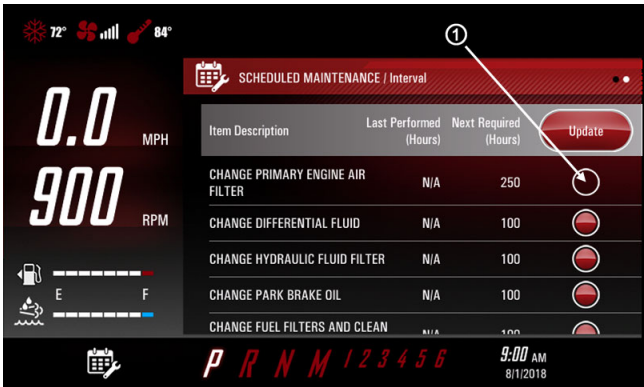 72° 84°
1
SCHEDULED MAINTENANCE / Interval
0.0 MPH
900 RPM
Item Description Last Performed (Hours) Next Required (Hours) Update
CHANGE PRIMARY ENGINE AIR
FILTER N/A 250
CHANGE DIFFERENTIAL FLUID N/A 100
CHANGE HYDRAULIC FLUID FILTER N/A 100
CHANGE PARK BRAKE OIL N/A 100
CHANGE FUEL FILTERS AND CLEAN N/A 100
E F
P R N M 1 2 3 4 5 6
9:00 AM
8/1/2018